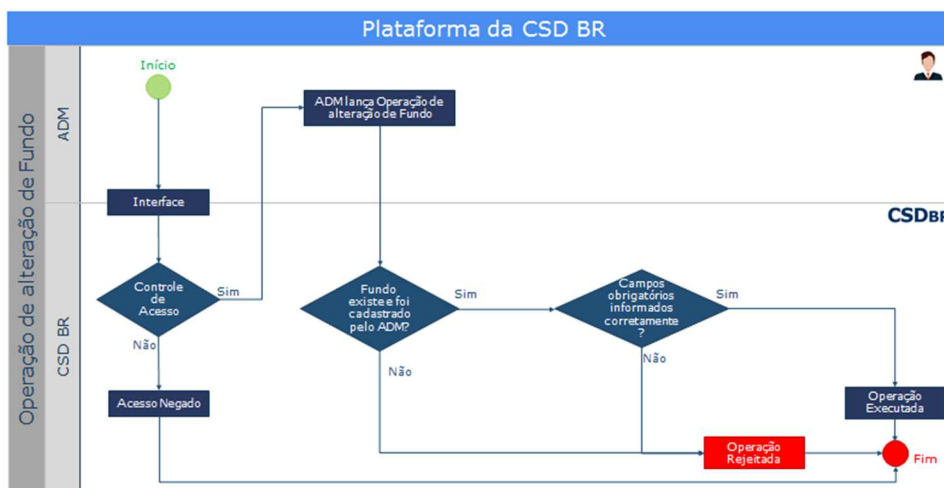 Plataforma da CSD BR
Operação de alteração de Fundo
ADM
CSD BR
Início
ADM lança Operação de
alteração de Fundo
Interface
CSDBR
Controle
de
Acesso
Sim
Não
Fundo
existe e foi
cadastrado
pelo ADM?
Sim
Não
Campos
obrigatórios
informados
corretamente
?
Sim
Não
Acesso Negado
Operação
Executada
Operação
Rejeitada
Fim